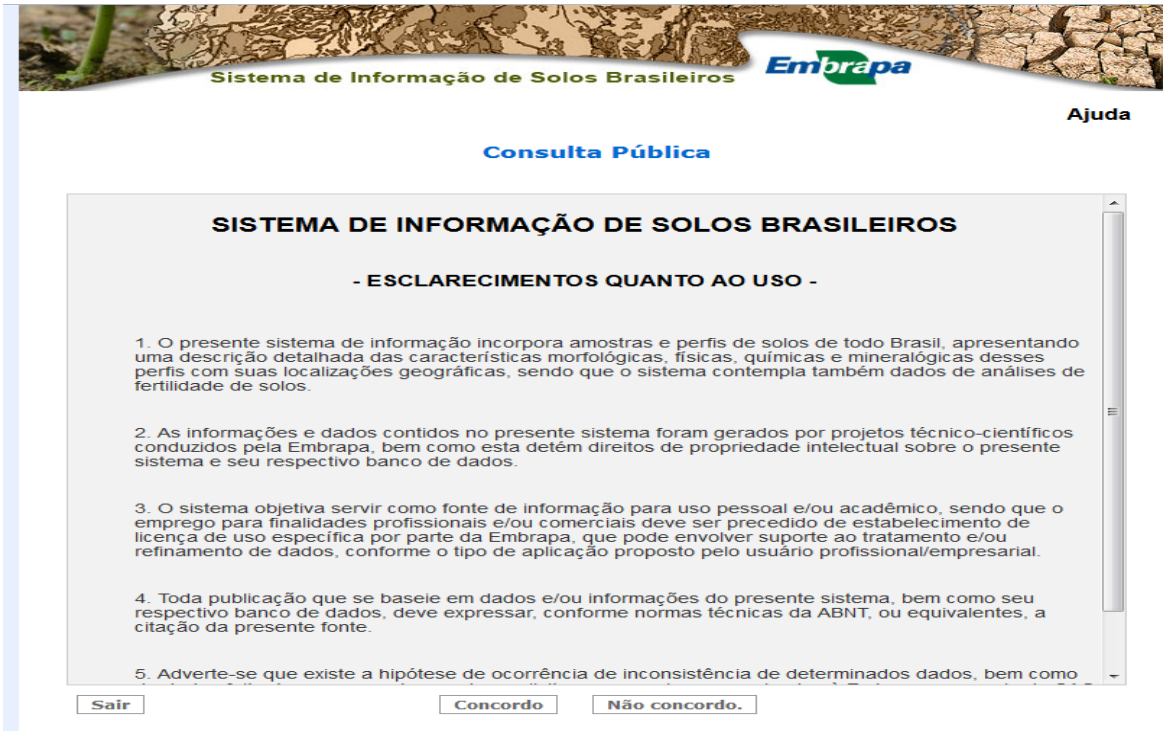 Sistema de Informação de Solos Brasileiros
Embrapa
Ajuda
Consulta Pública
SISTEMA DE INFORMAÇÃO DE SOLOS BRASILEIROS
- ESCLARECIMENTOS QUANTO AO USO -
1. O presente sistema de informação incorpora amostras e perfis de solos de todo Brasil, apresentando
uma descrição detalhada das características morfológicas, físicas, químicas e mineralógicas desses
perfis com suas localizações geográficas, sendo que o sistema contempla também dados de análises de
fertilidade de solos.
2. As informações e dados contidos no presente sistema foram gerados por projetos técnico-científicos
conduzidos pela Embrapa, bem como esta detém direitos de propriedade intelectual sobre o presente
sistema e seu respectivo banco de dados.
3. O sistema objetiva servir como fonte de informação para uso pessoal e/ou acadêmico, sendo que o
emprego para finalidades profissionais e/ou comerciais deve ser precedido de estabelecimento de
licença de uso específica por parte da Embrapa, que pode envolver suporte ao tratamento e/ou
refinamento de dados, conforme o tipo de aplicação proposto pelo usuário profissional/empresarial.
4. Toda publicação que se baseie em dados e/ou informações do presente sistema, bem como seu
respectivo banco de dados, deve expressar, conforme normas técnicas da ABNT, ou equivalentes, a
citação da presente fonte.
5. Adverte-se que existe a hipótese de ocorrência de inconsistência de determinados dados, bem como
Sair
Concordo
Não concordo.